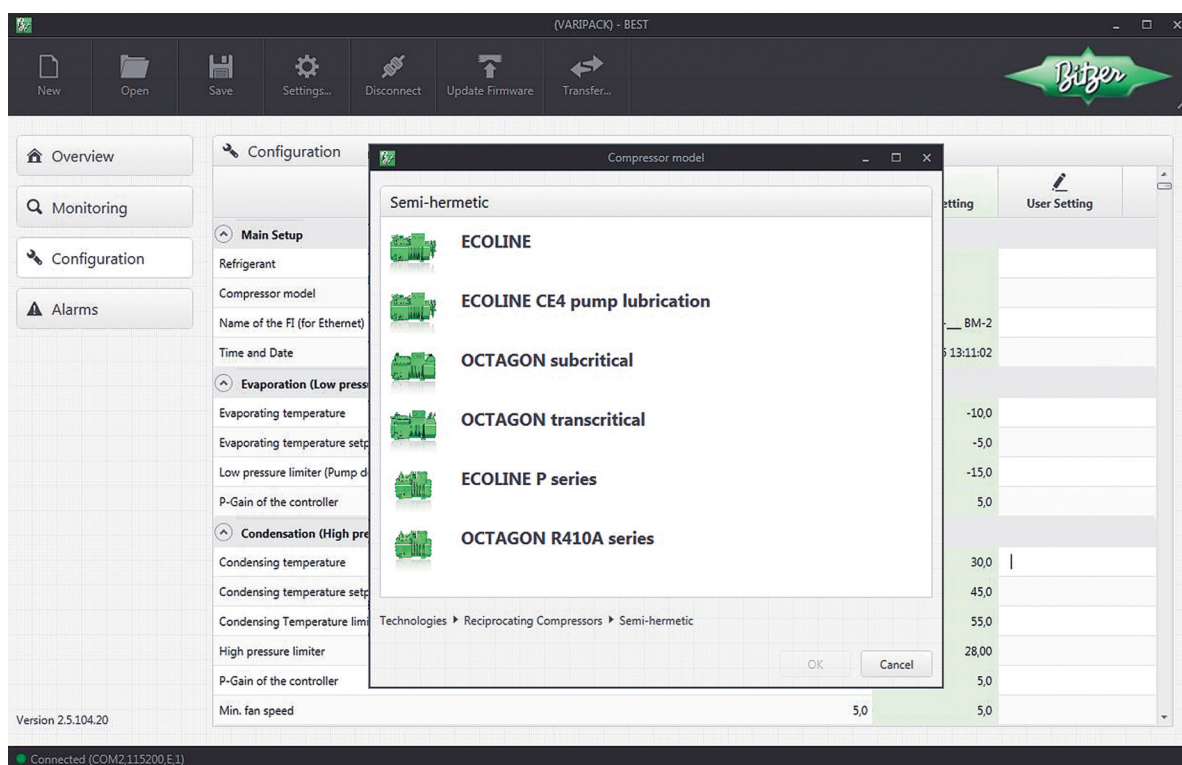 (VARIPACK) - BEST
New Open Save Settings... Disconnect Update Firmware Transfer...
Bitzer
Overview
Monitoring
Configuration
Alarms
Version 2.5.104.20
Configuration
etting User Setting
Main Setup
Refrigerant
Compressor model
Name of the FI (for Ethernet) BM-2
Time and Date 13:11:02
Evaporation (Low press
Evaporating temperature -10,0
Evaporating temperature setp -5,0
Low pressure limiter (Pump d -15,0
P-Gain of the controller 5,0
Condensation (High pre
Condensing temperature 30,0
Condensing temperature setp 45,0
Condensing Temperature limi 55,0
High pressure limiter 28,00
P-Gain of the controller 5,0
Min. fan speed 5,0 5,0
Compressor model
Semi-hermetic
ECOLINE
ECOLINE CE4 pump lubrication
OCTAGON subcritical
OCTAGON transcritical
ECOLINE P series
OCTAGON R410A series
Technologies Reciprocating Compressors Semi-hermetic
OK Cancel
Connected (COM2,115200,E,1)